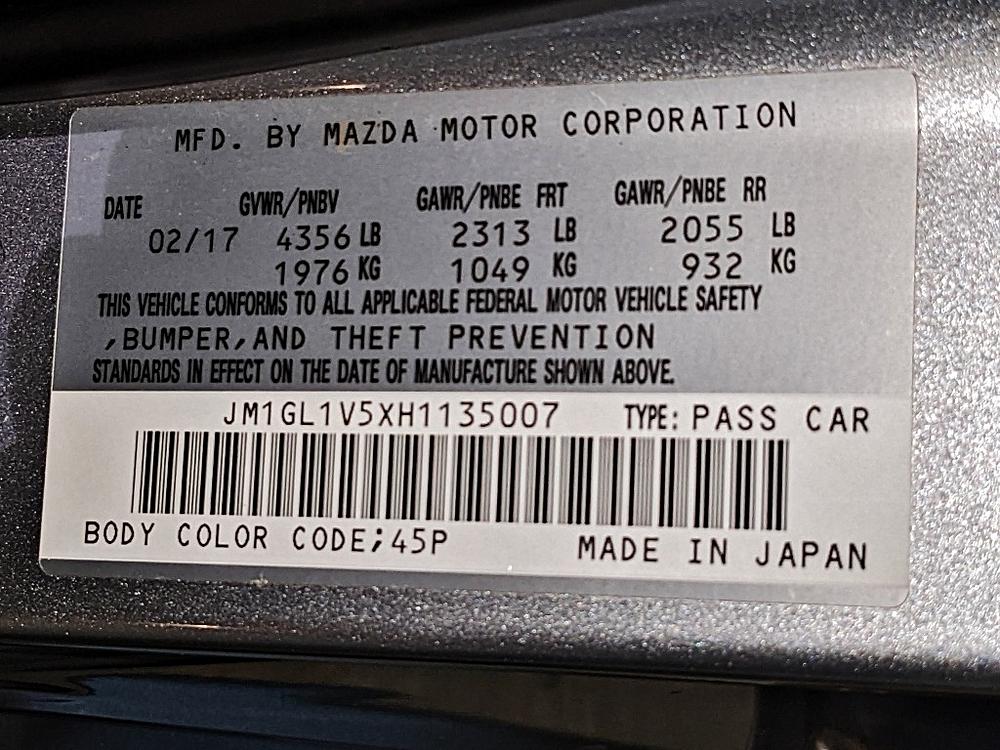 MFD. BY MAZDA MOTOR CORPORATION
DATE GVWR/PNBV GAWR/PNBE FRT GAWR/PNBE RR
02/17 4356 LB 2313 LB 2055 LB
1976 KG 1049 KG 932 KG
THIS VEHICLE CONFORMS TO ALL APPLICABLE FEDERAL MOTOR VEHICLE SAFETY
,BUMPER,AND THEFT PREVENTION
STANDARDS IN EFFECT ON THE DATE OF MANUFACTURE SHOWN ABOVE.
JM1GL1V5XH1135007 TYPE: PASS CAR
BODY COLOR CODE;45P MADE IN JAPAN